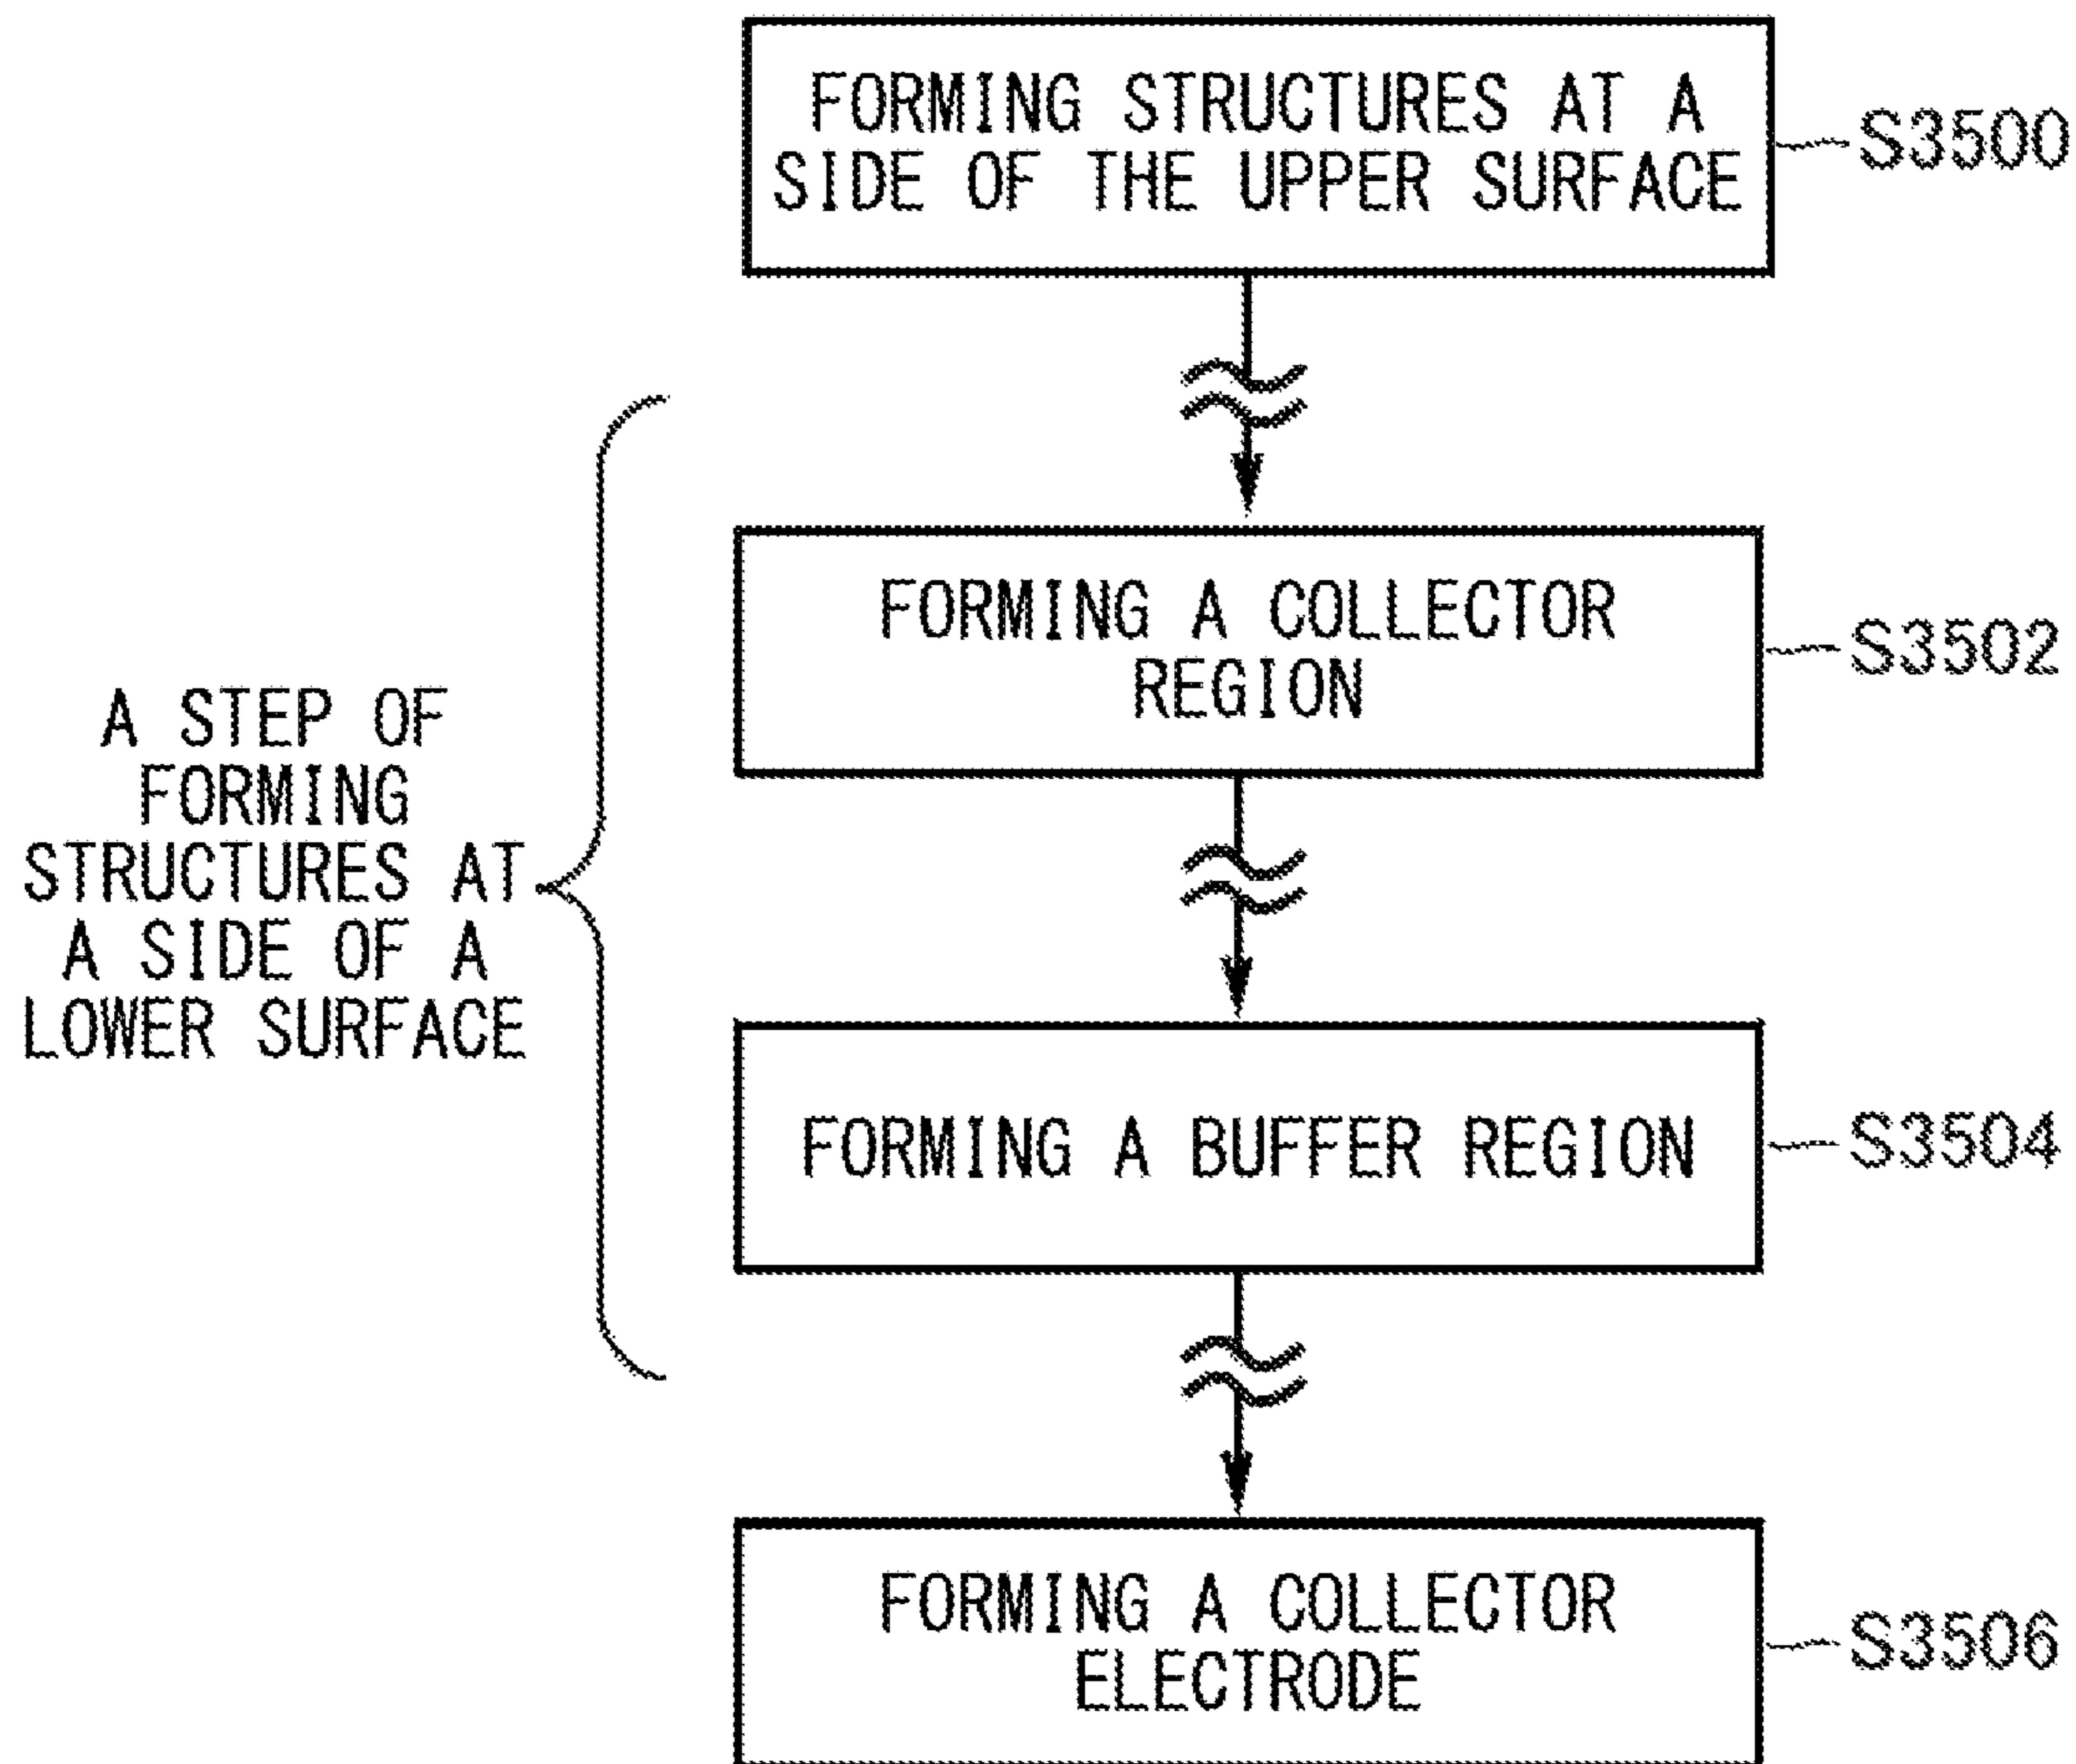 FORMING STRUCTURES AT A
SIDE OF THE UPPER SURFACE
S3500
FORMING A COLLECTOR
REGION
S3502
A STEP OF
FORMING
STRUCTURES AT
A SIDE OF A
LOWER SURFACE
FORMING A BUFFER REGION
S3504
FORMING A COLLECTOR
ELECTRODE
S3506